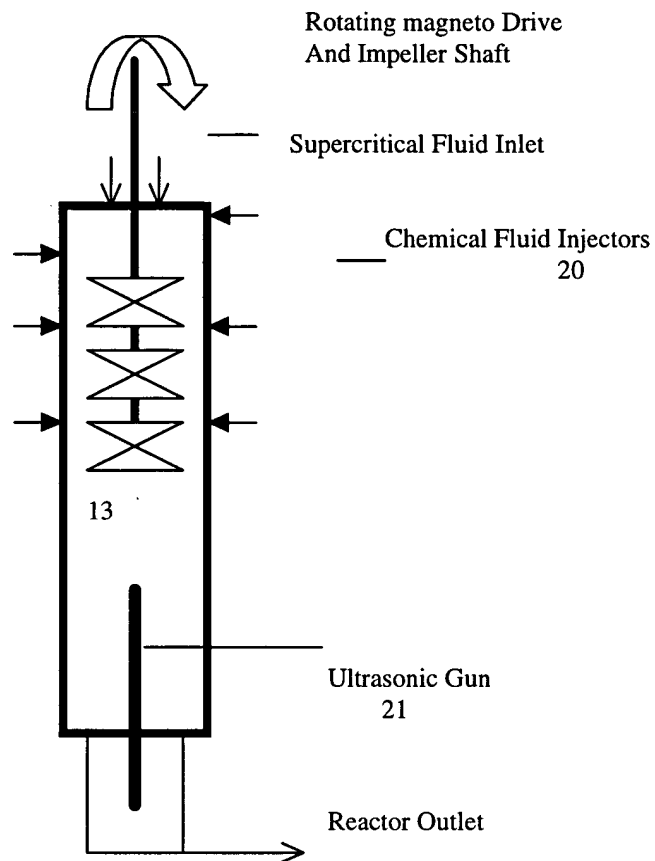 Rotating magneto Drive
And Impeller Shaft
Supercritical Fluid Inlet
Chemical Fluid Injectors
20
13
Ultrasonic Gun
21
Reactor Outlet